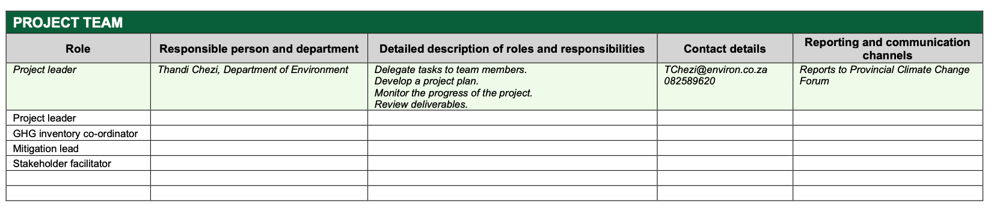 PROJECT TEAM
Role
Responsible person and department
Detailed description of roles and responsibilities
Contact details
Reporting and communication
channels
Project leader
Thandi Chezi, Department of Environment
Delegate tasks to team members.
Develop a project plan.
Monitor the progress of the project.
Review deliverables.
TChezi@environ.co.za
082589620
Reports to Provincial Climate Change
Forum
Project leader
GHG inventory co-ordinator
Mitigation lead
Stakeholder facilitator